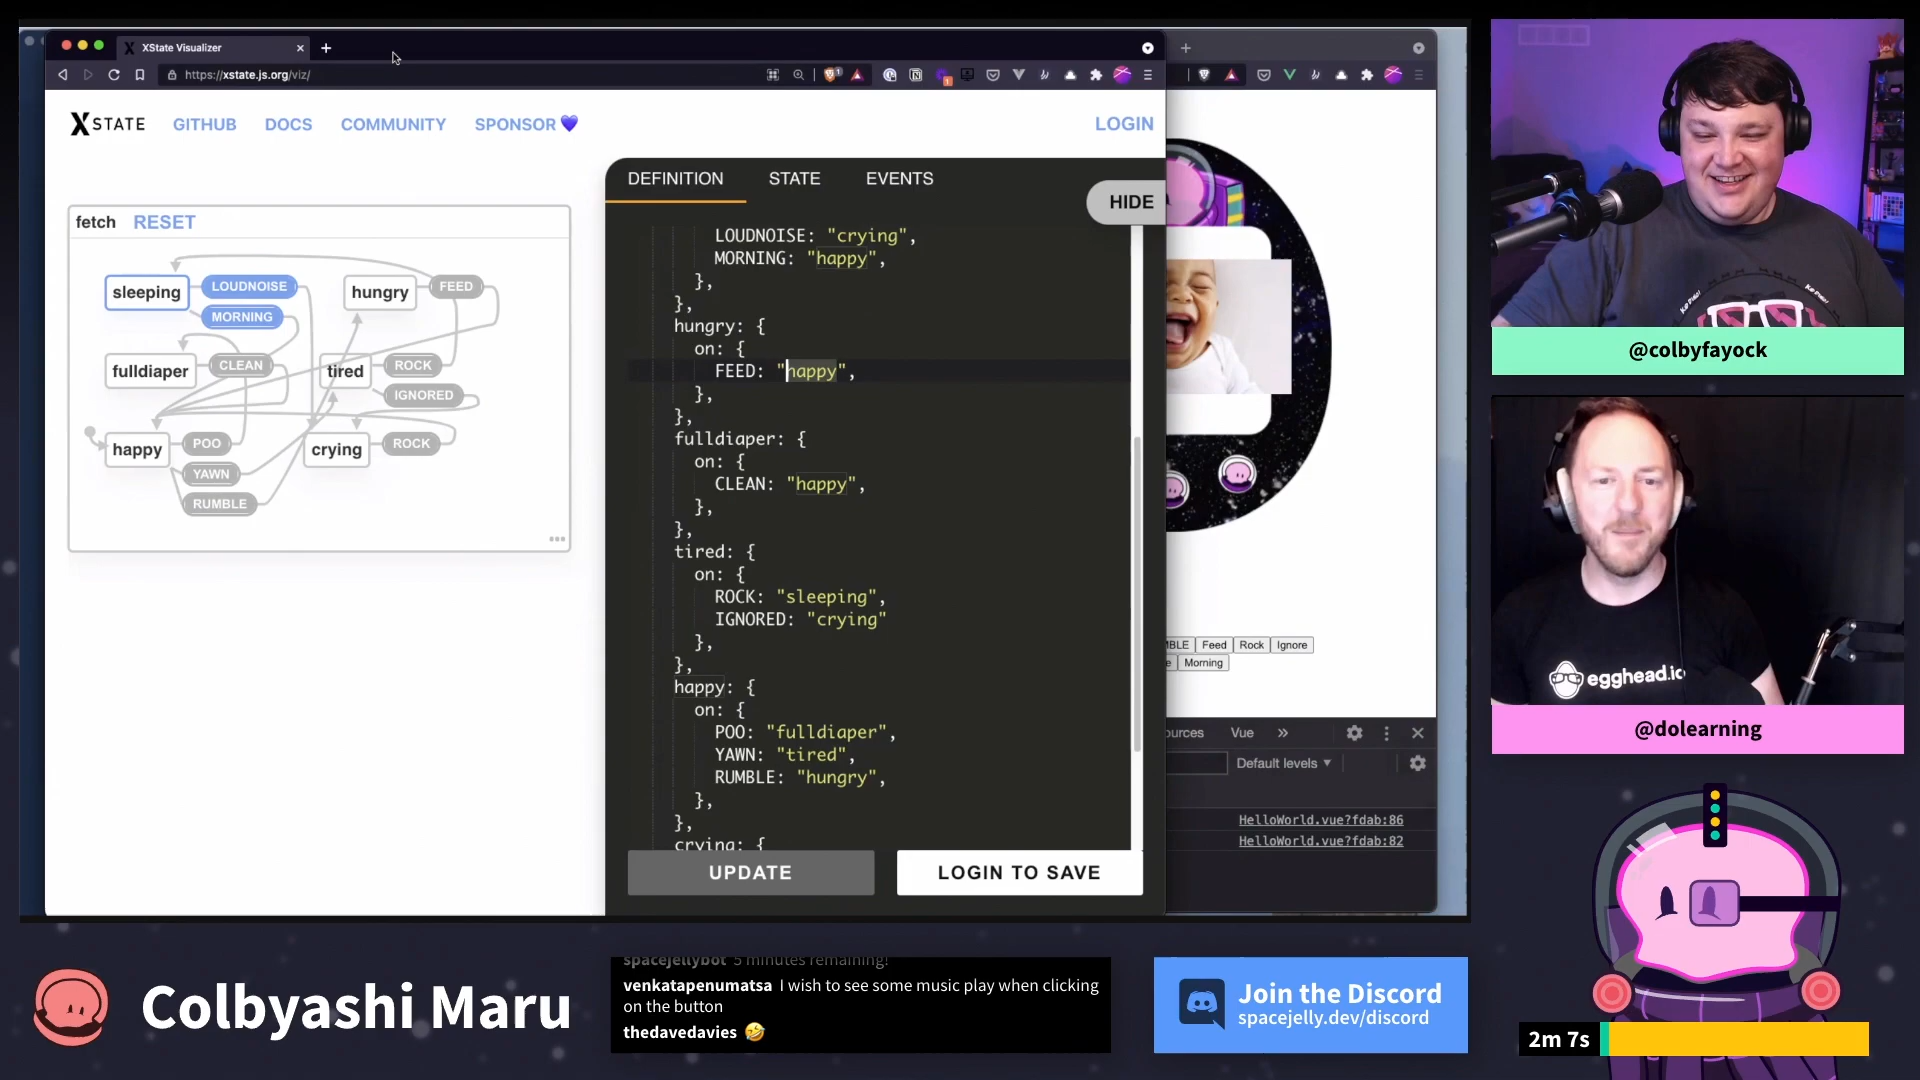 XState Visualizer
https://xstate.js.org/viz/
XSTATE
GITHUB
DOCS
COMMUNITY
SPONSOR 💜
LOGIN
DEFINITION
STATE
EVENTS
HIDE
fetch
RESET
sleeping
LOUDNOISE
MORNING
hungry
FEED
fulldiaper
CLEAN
tired
ROCK
IGNORED
happy
POO
YAWN
RUMBLE
crying
ROCK
LOUDNOISE: "crying",
MORNING: "happy",
},
},
hungry: {
on: {
FEED: "happy",
},
},
fulldiaper: {
on: {
CLEAN: "happy",
},
},
tired: {
on: {
ROCK: "sleeping",
IGNORED: "crying"
},
},
happy: {
on: {
POO: "fulldiaper",
YAWN: "tired",
RUMBLE: "hungry",
},
},
crying: {
UPDATE
LOGIN TO SAVE
Feed
Rock
Ignore
Morning
Vue
Default levels
HelloWorld.vue?fdab:86
HelloWorld.vue?fdab:82
@colbyfayock
egghead.io
@dolearning
Colbyashi Maru
spacejellybot 5 minutes remaining!
venkatapenumatsa I wish to see some music play when clicking
on the button
thedavedavies 🤣
Join the Discord
spacejelly.dev/discord
2m 7s